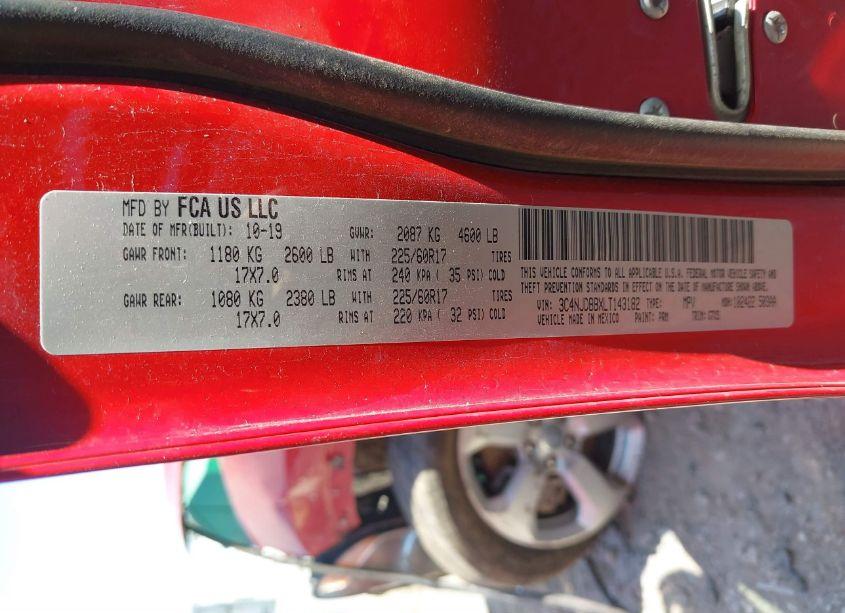 MFD BY FCA US LLC
DATE OF MFR(BUILT): 10-19 GVWR: 2087 KG 4600 LB
GAWR FRONT: 1180 KG 2600 LB WITH 225/60R17 TIRES
17X7.0 RIMS AT 240 KPA ( 35 PSI) COLD
GAWR REAR: 1080 KG 2380 LB WITH 225/60R17 TIRES
17X7.0 RIMS AT 220 KPA ( 32 PSI) COLD
THIS VEHICLE CONFORMS TO ALL APPLICABLE U.S.A. FEDERAL MOTOR VEHICLE SAFETY AND
THEFT PREVENTION STANDARDS IN EFFECT ON THE DATE OF MANUFACTURE SHOWN ABOVE.
VIN: 3C4NJDBBXLT143182 TYPE: MPV MDH:
VEHICLE MADE IN MEXICO PAINT: PRM TRIM: